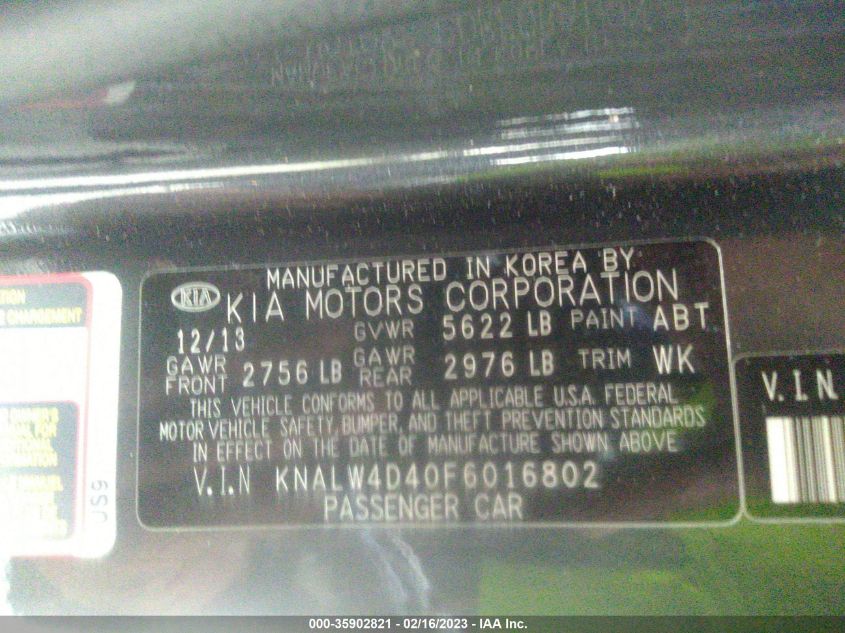 MANUFACTURED IN KOREA BY
KIA KIA MOTORS CORPORATION
12/13 GVWR 5622 LB PAINT ABT
GAWR FRONT 2756 LB GAWR REAR 2976 LB TRIM WK
THIS VEHICLE CONFORMS TO ALL APPLICABLE U.S.A. FEDERAL
MOTOR VEHICLE SAFETY, BUMPER, AND THEFT PREVENTION STANDARDS
IN EFFECT ON THE DATE OF MANUFACTURE SHOWN ABOVE
V.I.N KNALW4D40F6016802
PASSENGER CAR
V.I.N
US9
000-35902821 - 02/16/2023 - IAA Inc.